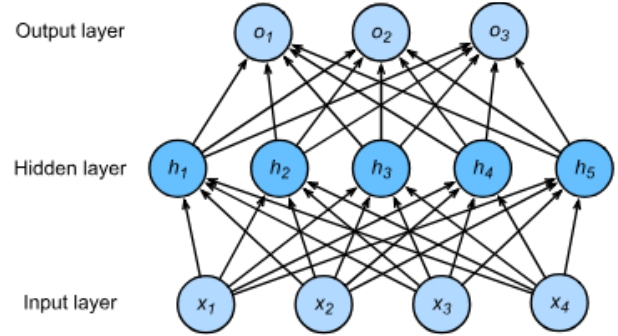 Output layer o1 o2 o3
Hidden layer h1 h2 h3 h4 h5
Input layer x1 x2 x3 x4